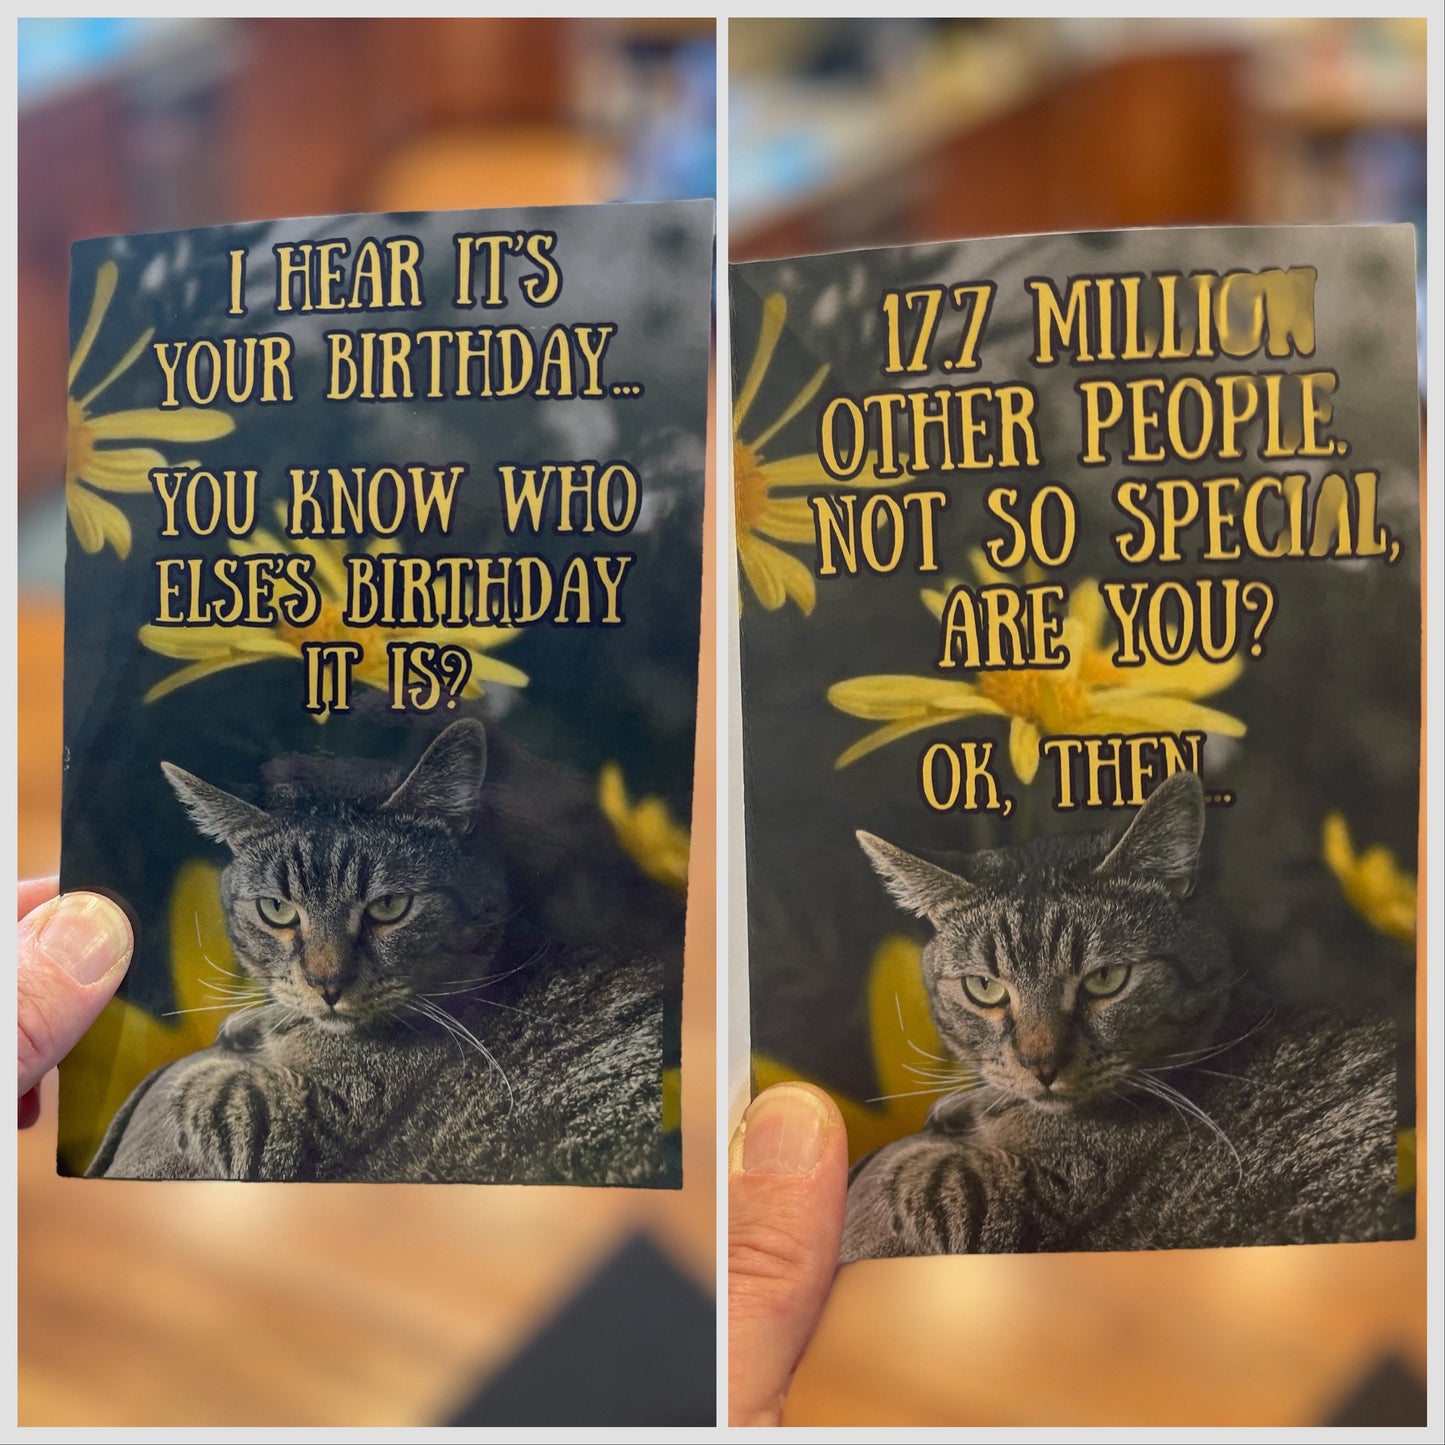 I HEAR IT'S
YOUR BIRTHDAY...
YOU KNOW WHO
ELSE'S BIRTHDAY
IT IS?
17.7 MILLION
OTHER PEOPLE.
NOT SO SPECIAL,
ARE YOU?
OK, THEN...